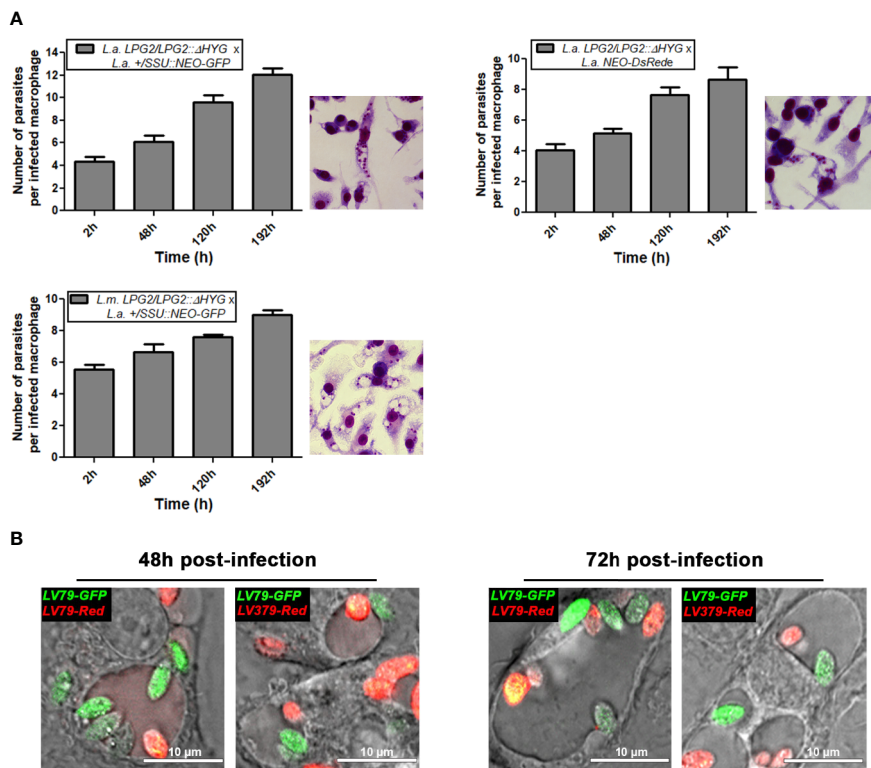 A
L.a. LPG2/LPG2::ΔHYG x
L.a. +/SSU::NEO-GFP
Number of parasites
per infected macrophage
14
12
10
8
6
4
2
0
2h
48h
120h
192h
Time (h)
L.a. LPG2/LPG2::ΔHYG x
L.a. NEO-DsRede
Number of parasites
per infected macrophage
10
8
6
4
2
0
2h
48h
120h
192h
Time (h)
L.m. LPG2/LPG2::ΔHYG x
L.a. +/SSU::NEO-GFP
Number of parasites
per infected macrophage
10
8
6
4
2
0
2h
48h
120h
192h
Time (h)
B
48h post-infection
72h post-infection
LV79-GFP
LV79-Red
10 µm
LV79-GFP
LV379-Red
10 µm
LV79-GFP
LV79-Red
10 µm
LV79-GFP
LV379-Red
10 µm